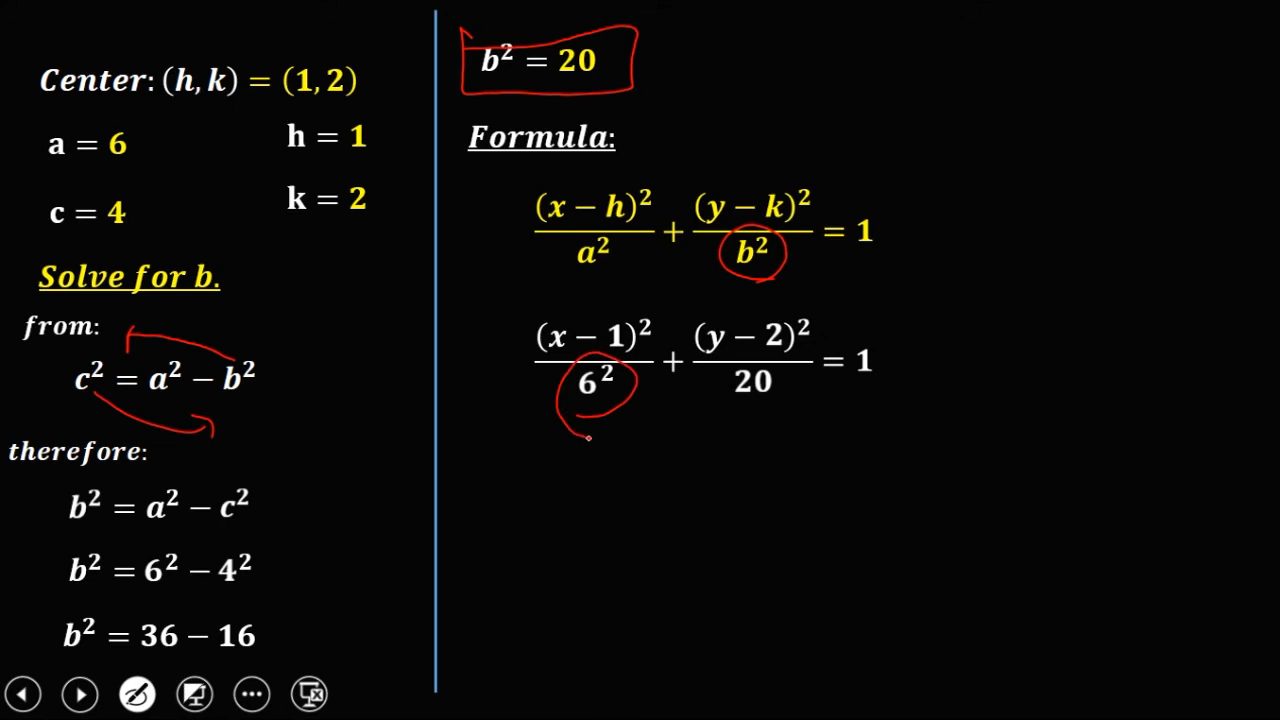 Center: (h, k) = (1, 2)
a = 6
h = 1
c = 4
k = 2
Solve for b.
from:
c² = a² − b²
therefore:
b² = a² − c²
b² = 6² − 4²
b² = 36 − 16
b² = 20
Formula:
(x − h)²/a² + (y − k)²/b² = 1
(x − 1)²/6² + (y − 2)²/20 = 1